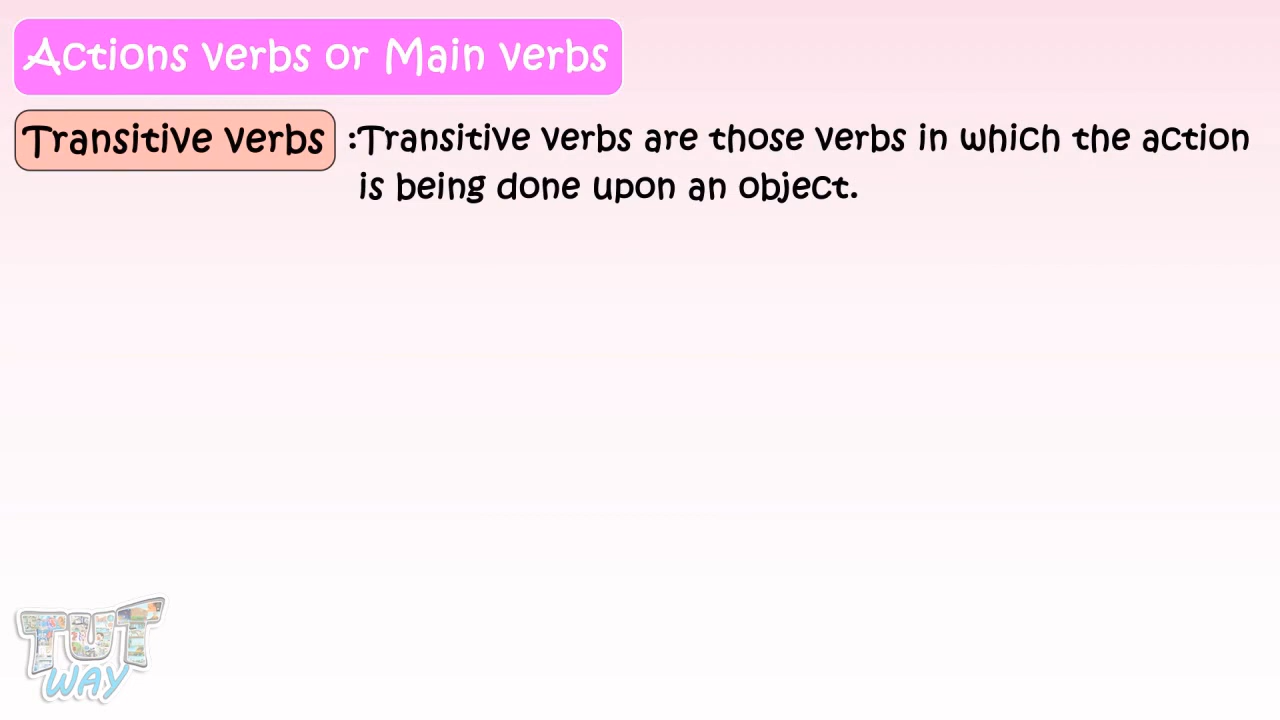 Actions verbs or Main verbs
Transitive verbs :Transitive verbs are those verbs in which the action
is being done upon an object.
TUT
WAY